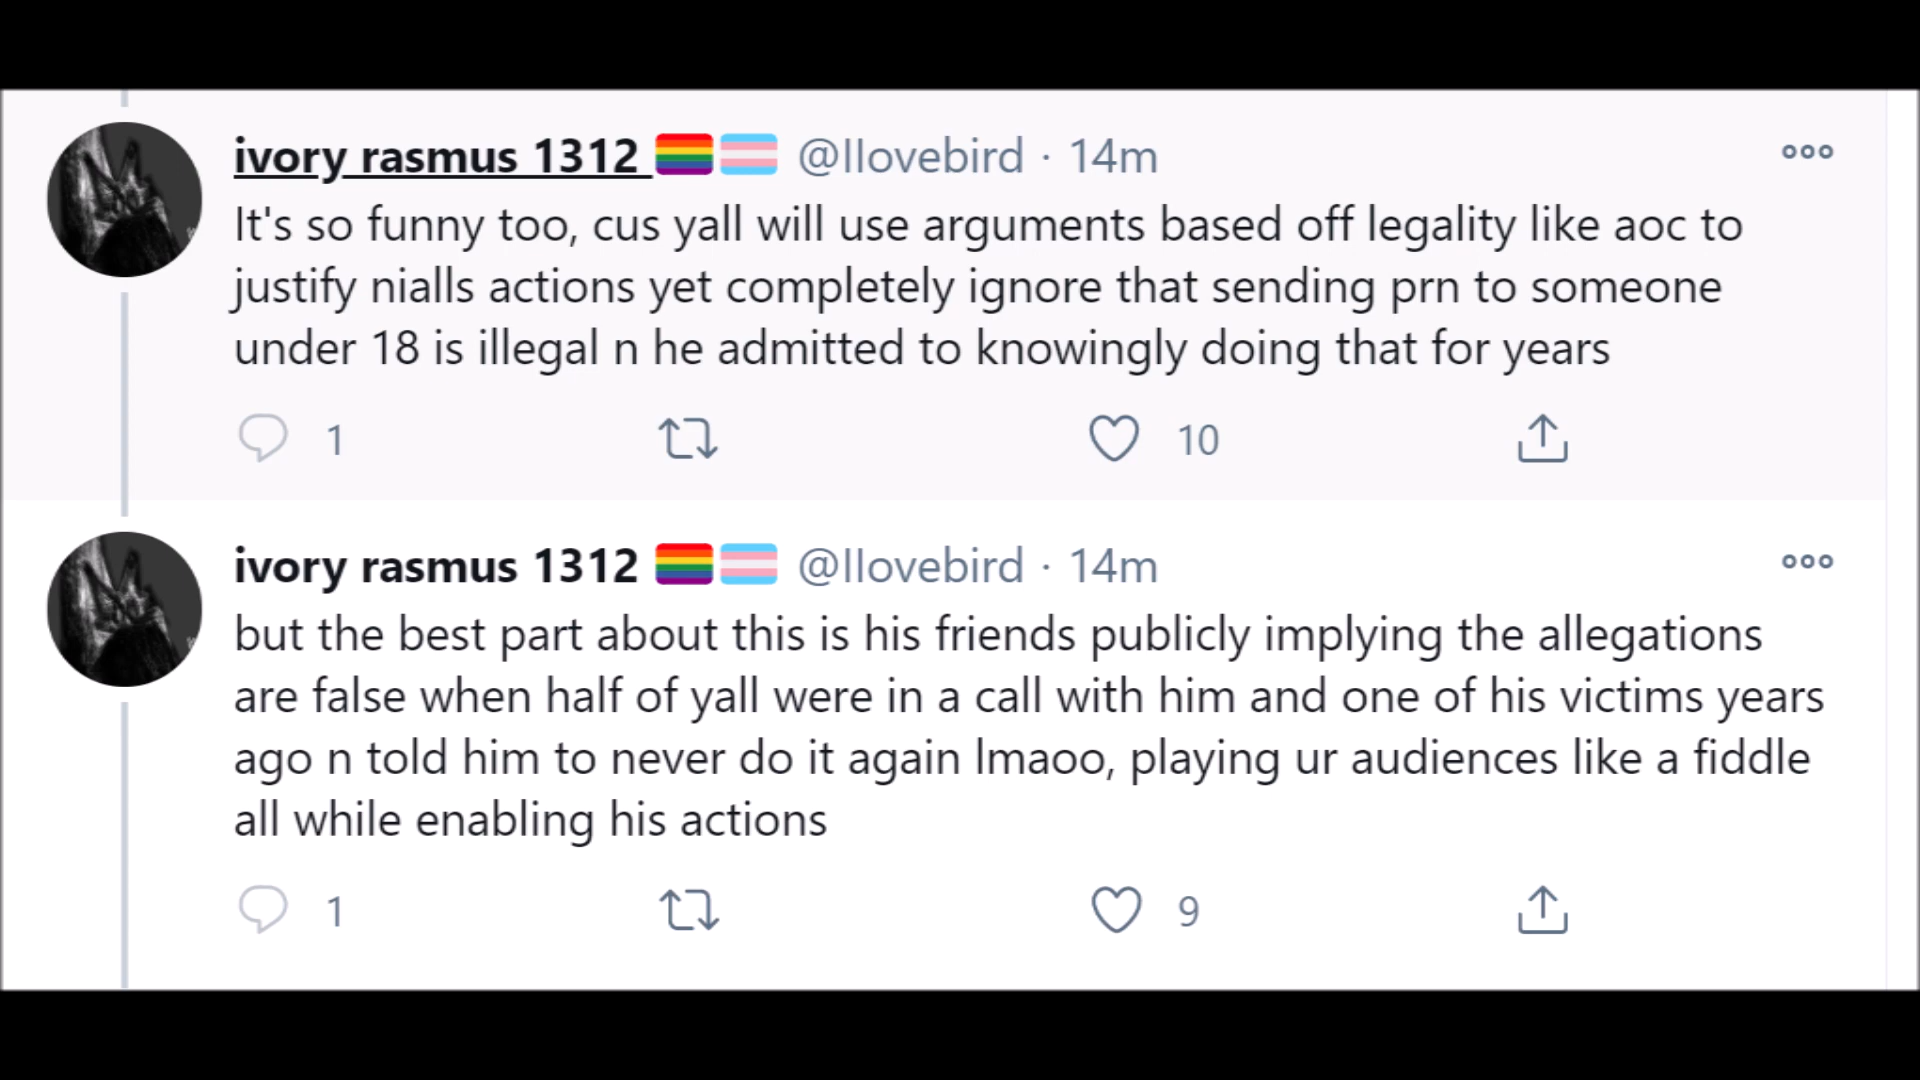 ivory rasmus 1312 🏳️‍🌈🏳️‍⚧️ @Ilovebird · 14m
It's so funny too, cus yall will use arguments based off legality like aoc to
justify nialls actions yet completely ignore that sending prn to someone
under 18 is illegal n he admitted to knowingly doing that for years
1 10
ivory rasmus 1312 🏳️‍🌈🏳️‍⚧️ @Ilovebird · 14m
but the best part about this is his friends publicly implying the allegations
are false when half of yall were in a call with him and one of his victims years
ago n told him to never do it again lmaoo, playing ur audiences like a fiddle
all while enabling his actions
1 9